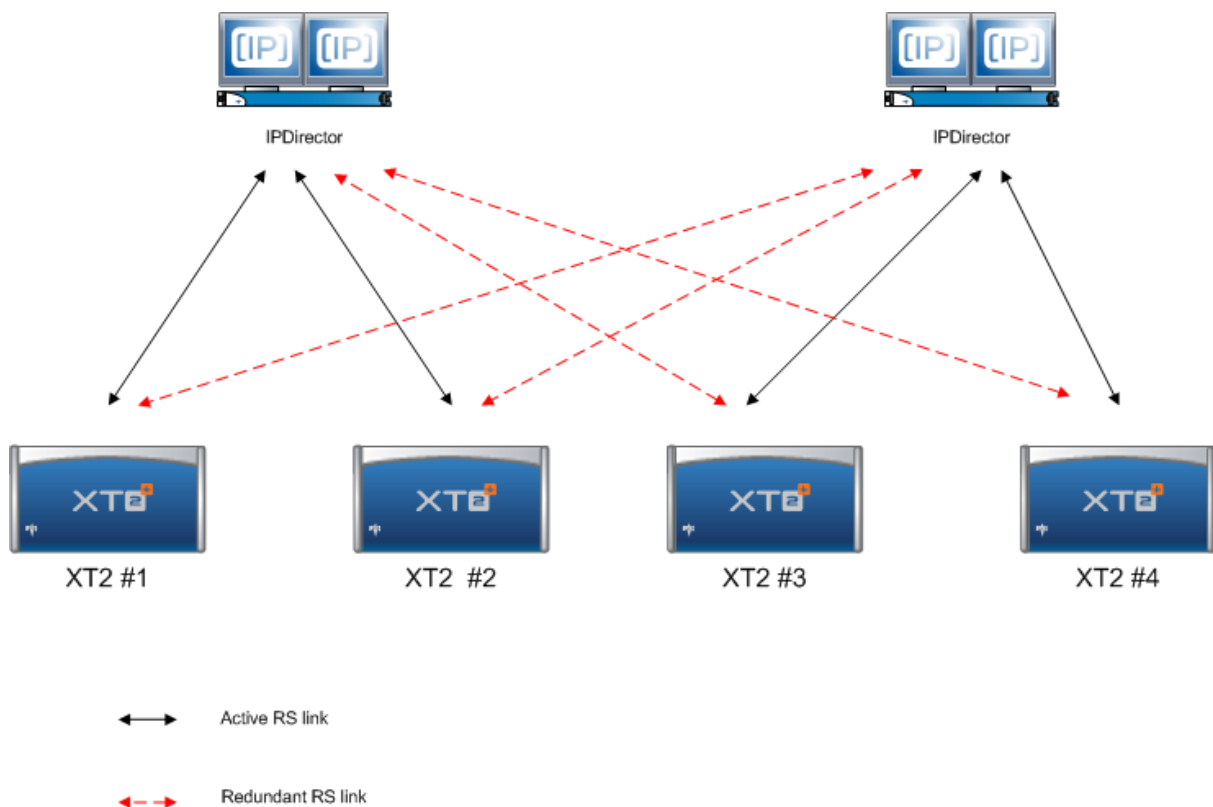 [IP] [IP] [IP] [IP]
IPDirector IPDirector
XT2+ XT2+ XT2+ XT2+
XT2 #1 XT2 #2 XT2 #3 XT2 #4
Active RS link
Redundant RS link